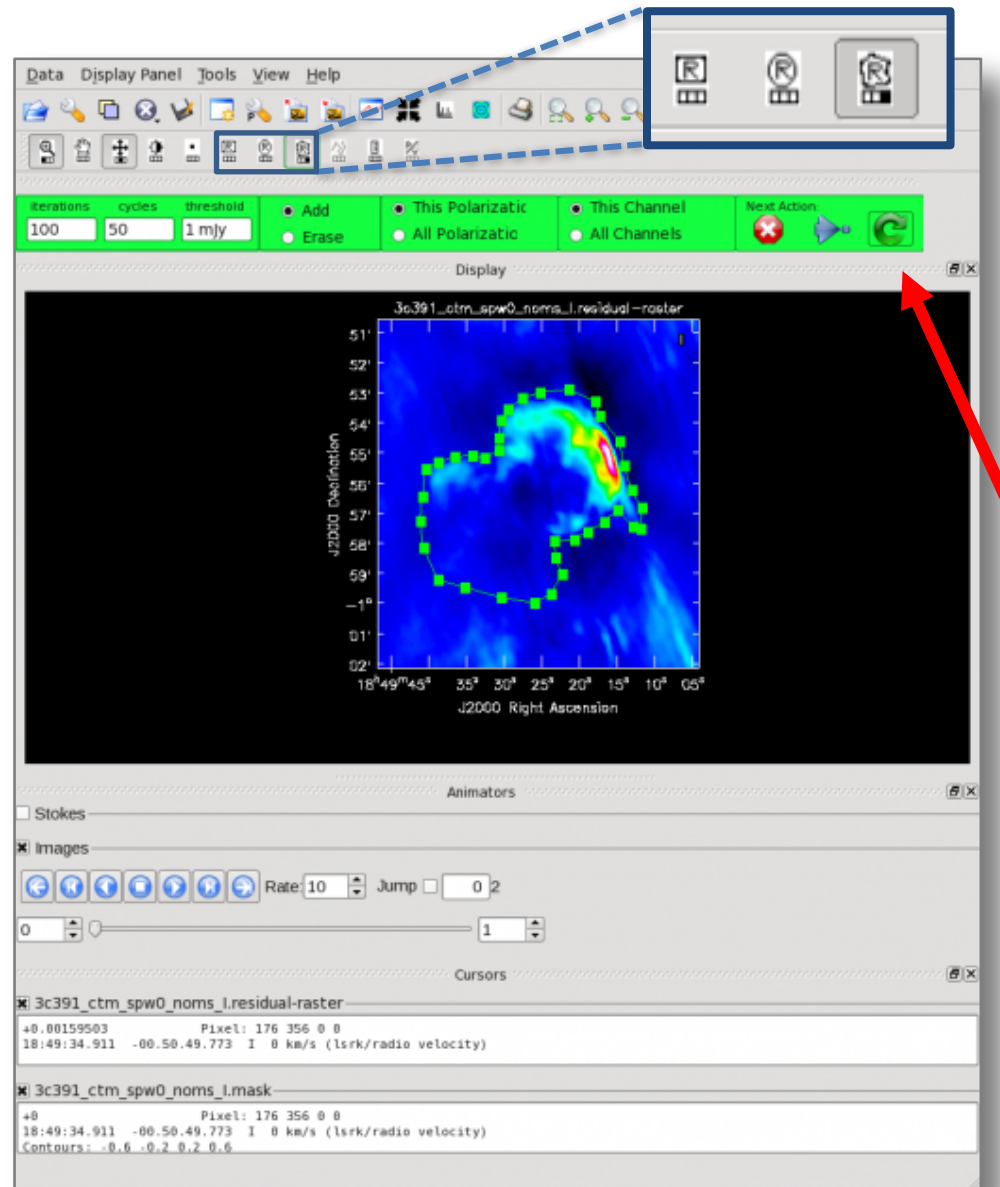 R R R
Data Display Panel Tools View Help
R R R
iterations cycles threshold
100 50 1 mJy
Add
Erase
This Polarizatic
All Polarizatic
This Channel
All Channels
Next Action:
Display
3c391_ctm_spw0_noms_I.residual-raster
51'
52'
53'
54'
55'
56'
57'
58'
59'
-1°
01'
02'
J2000 Declination
18ʰ49ᵐ45ˢ 35ˢ 30ˢ 25ˢ 20ˢ 15ˢ 10ˢ 05ˢ
J2000 Right Ascension
Animators
Stokes
Images
Rate: 10 Jump 0 2
0 1
Cursors
3c391_ctm_spw0_noms_I.residual-raster
+0.00159503 Pixel: 176 356 0 0
18:49:34.911 -00.50.49.773 I 0 km/s (lsrk/radio velocity)
3c391_ctm_spw0_noms_I.mask
+0 Pixel: 176 356 0 0
18:49:34.911 -00.50.49.773 I 0 km/s (lsrk/radio velocity)
Contours: -0.6 -0.2 0.2 0.6